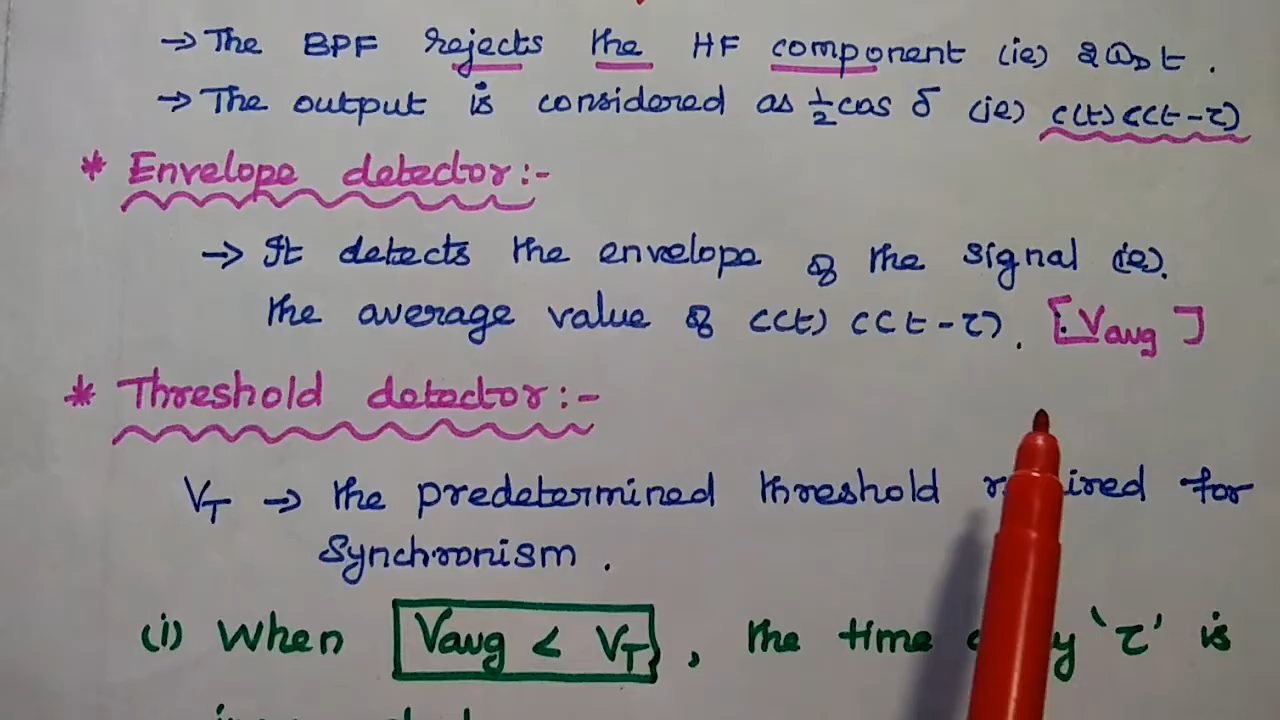 → The BPF rejects the HF component (ie) 2ω₀t.
→ The output is considered as 1/2 cos δ (ie) c(t) c(t-τ)
* Envelope detector:-
→ It detects the envelope of the signal (ie).
the average value of c(t) c(t-τ). [Vavg]
* Threshold detector:-
V_T → the predetermined threshold for
synchronism.
(i) When Vavg < V_T, the time 'τ' is